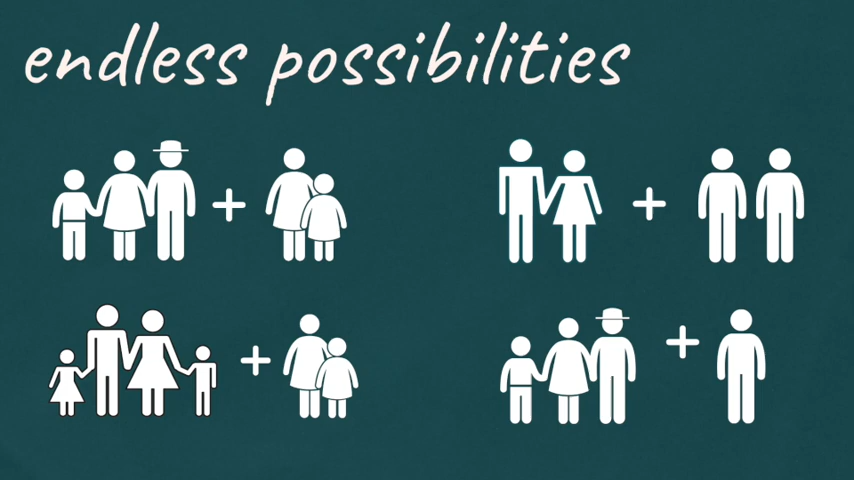 endless possibilities
+
+
+
+